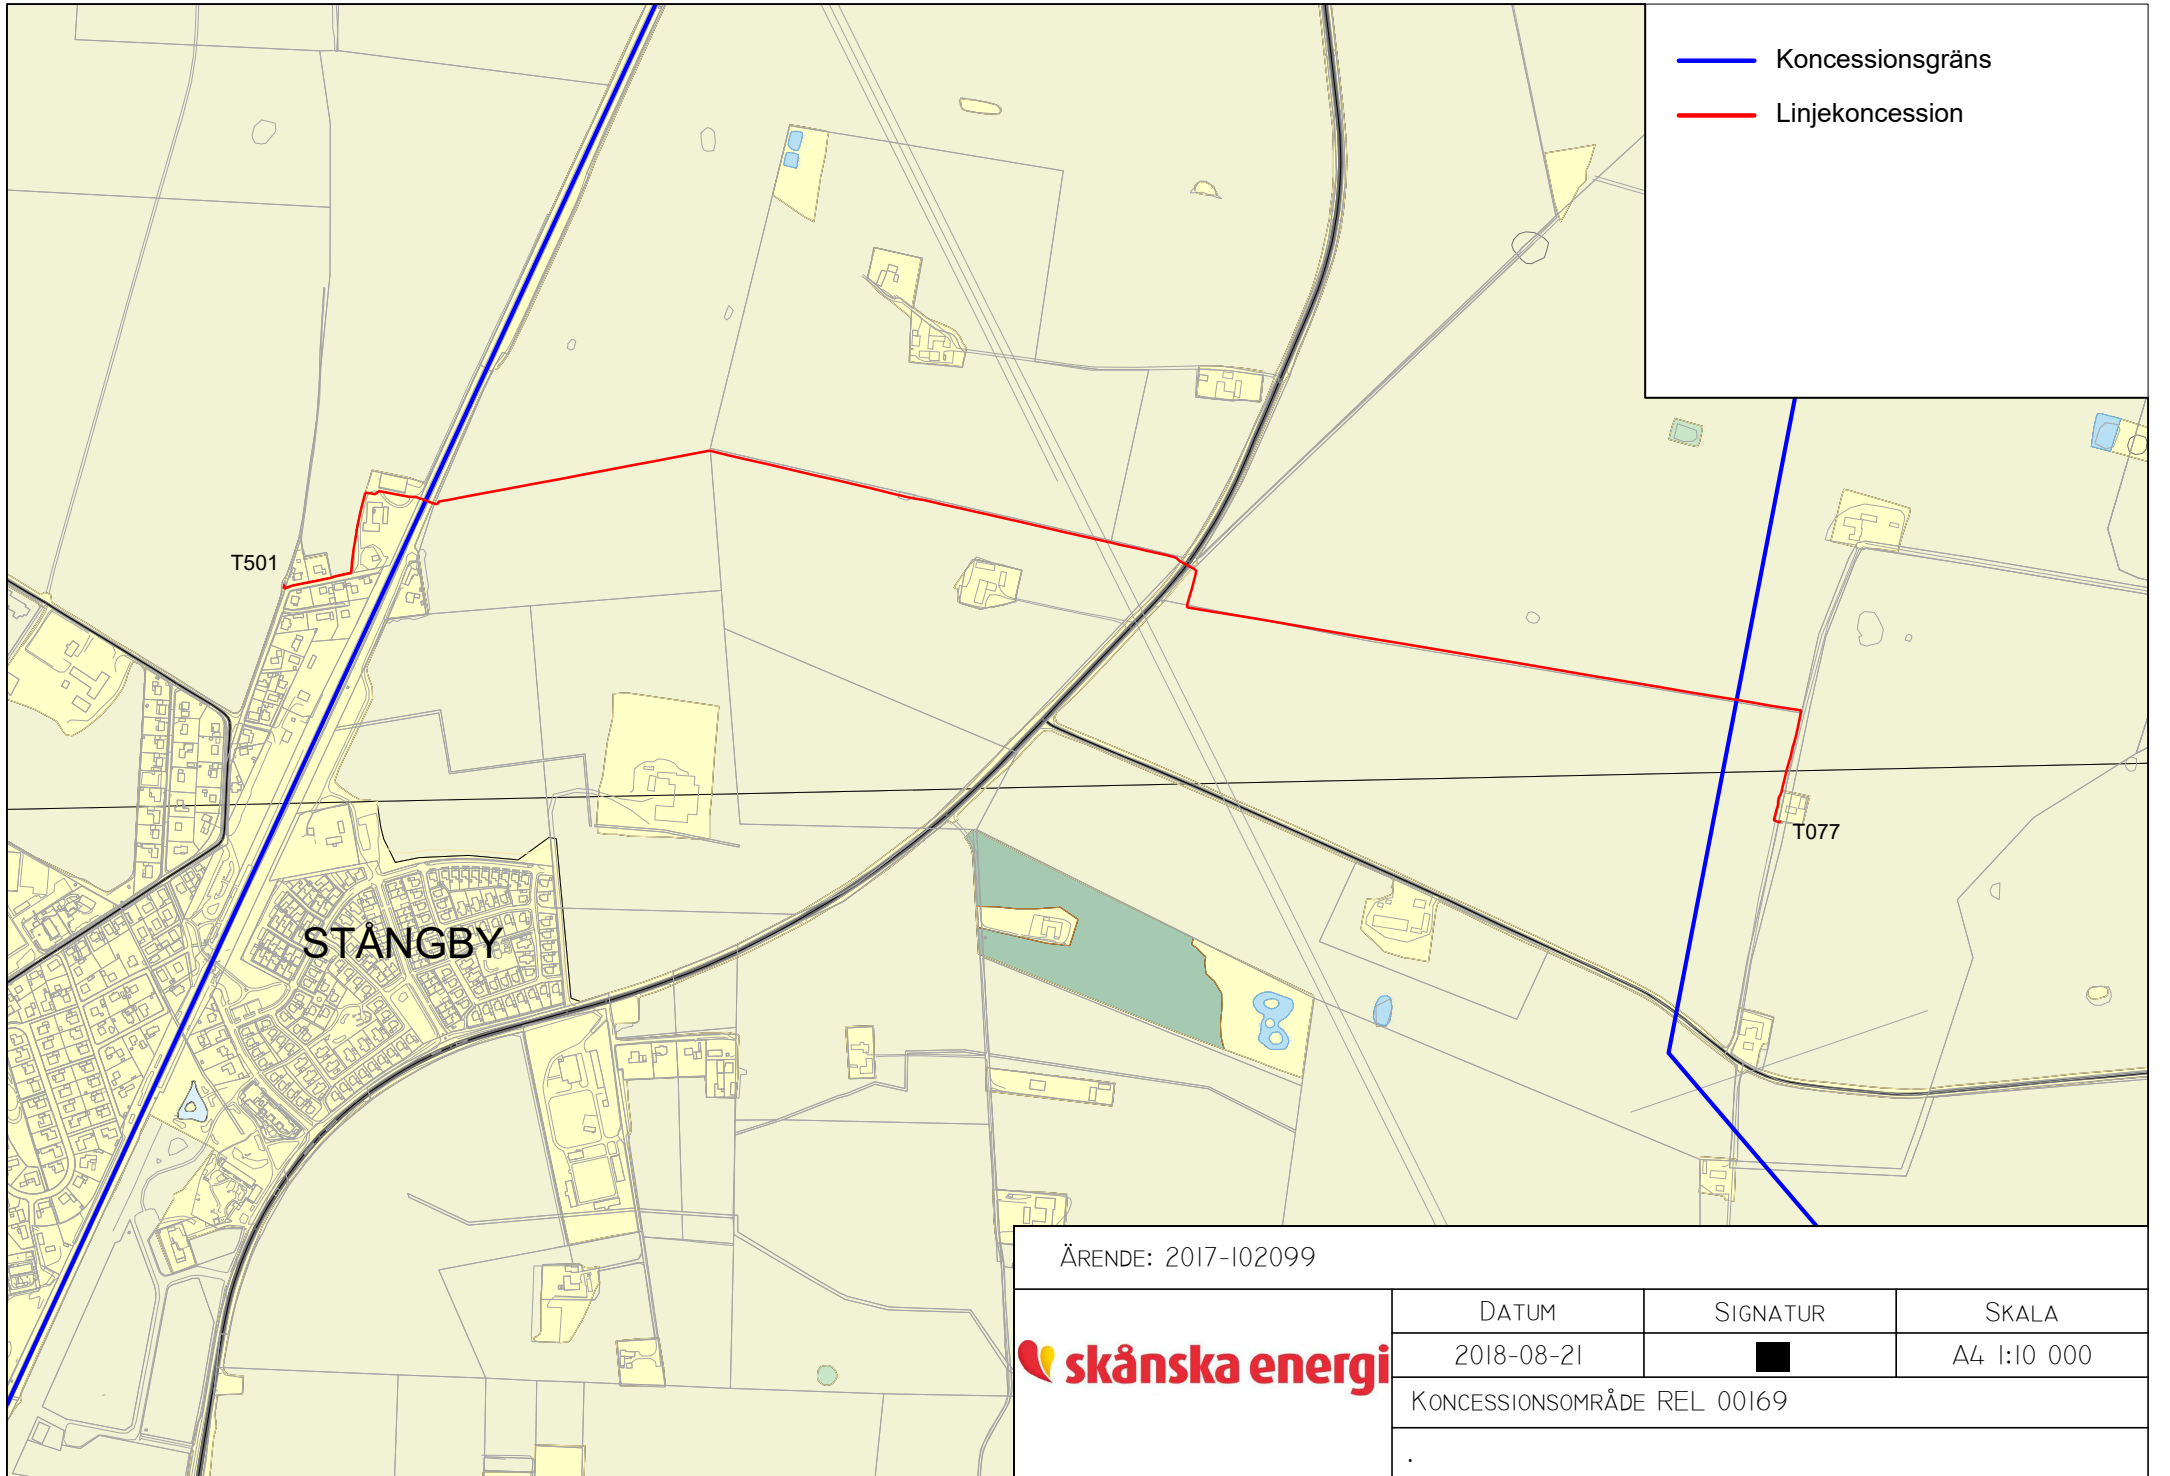 Koncessionsgräns
Linjekoncession
T501
T077
STÅNGBY
ÄRENDE: 2017-102099
skånska energi
DATUM
SIGNATUR
SKALA
2018-08-21
A4 1:10 000
KONCESSIONSOMRÅDE REL 00169
.